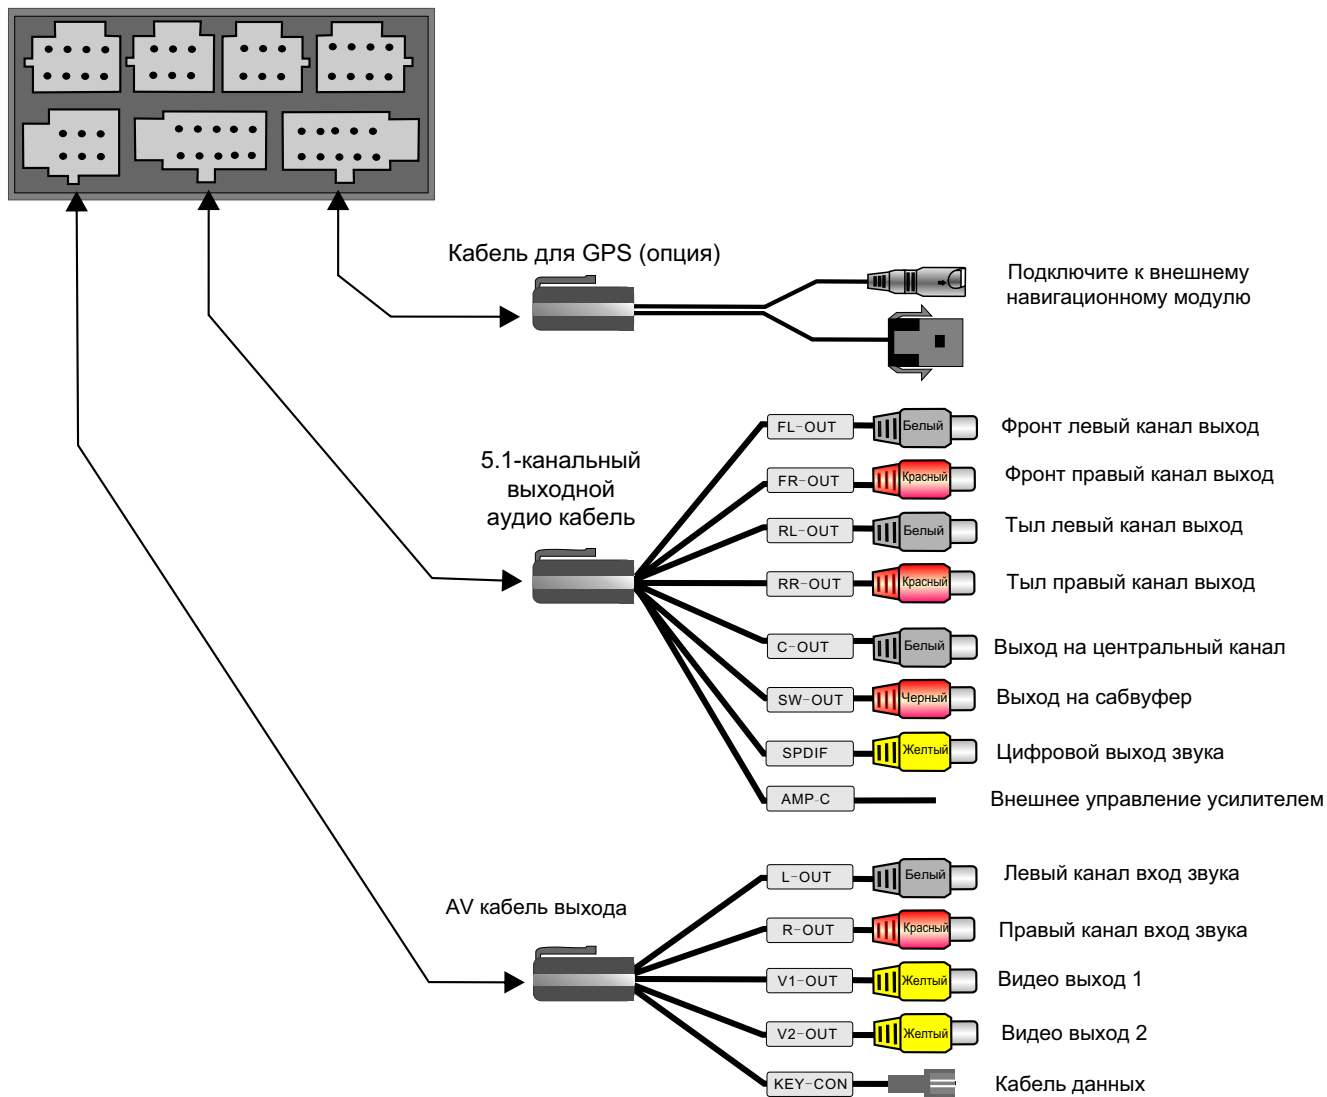 Кабель для GPS (опция)
Подключите к внешнему
навигационному модулю
5.1-канальный
выходной
аудио кабель
FL-OUT Белый Фронт левый канал выход
FR-OUT Красный Фронт правый канал выход
RL-OUT Белый Тыл левый канал выход
RR-OUT Красный Тыл правый канал выход
C-OUT Белый Выход на центральный канал
SW-OUT Черный Выход на сабвуфер
SPDIF Желтый Цифровой выход звука
AMP-C Внешнее управление усилителем
AV кабель выхода
L-OUT Белый Левый канал вход звука
R-OUT Красный Правый канал вход звука
V1-OUT Желтый Видео выход 1
V2-OUT Желтый Видео выход 2
KEY-CON Кабель данных